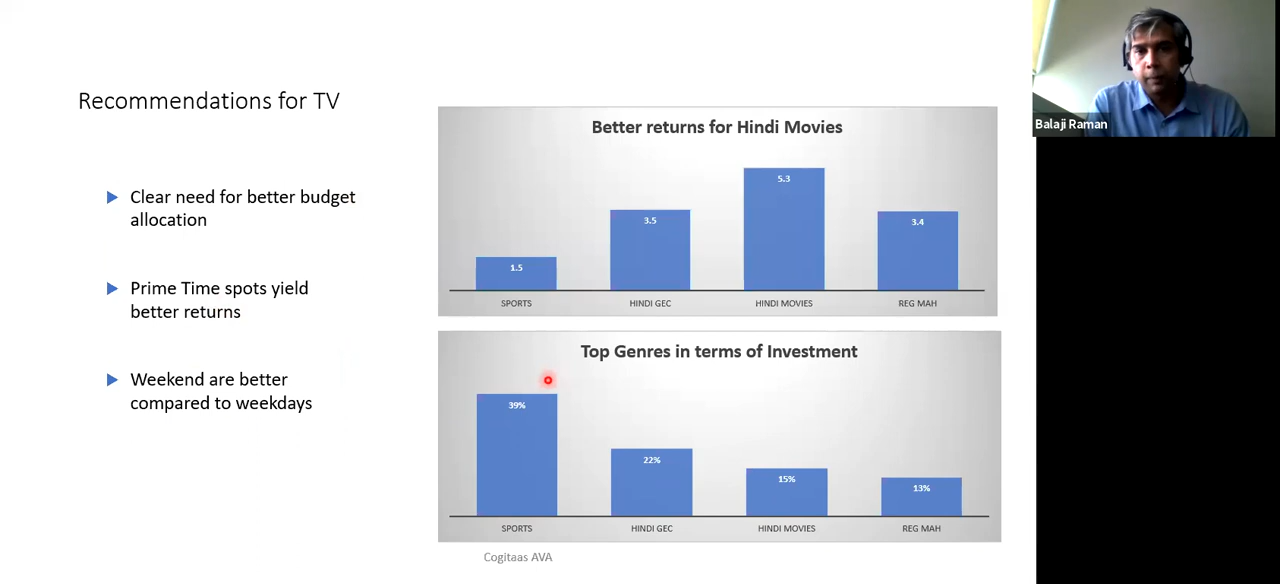 Recommendations for TV
Clear need for better budget
allocation
Prime Time spots yield
better returns
Weekend are better
compared to weekdays
Better returns for Hindi Movies
1.5
3.5
5.3
3.4
SPORTS
HINDI GEC
HINDI MOVIES
REG MAH
Top Genres in terms of Investment
39%
22%
15%
13%
SPORTS
HINDI GEC
HINDI MOVIES
REG MAH
Cogitaas AVA
Balaji Raman